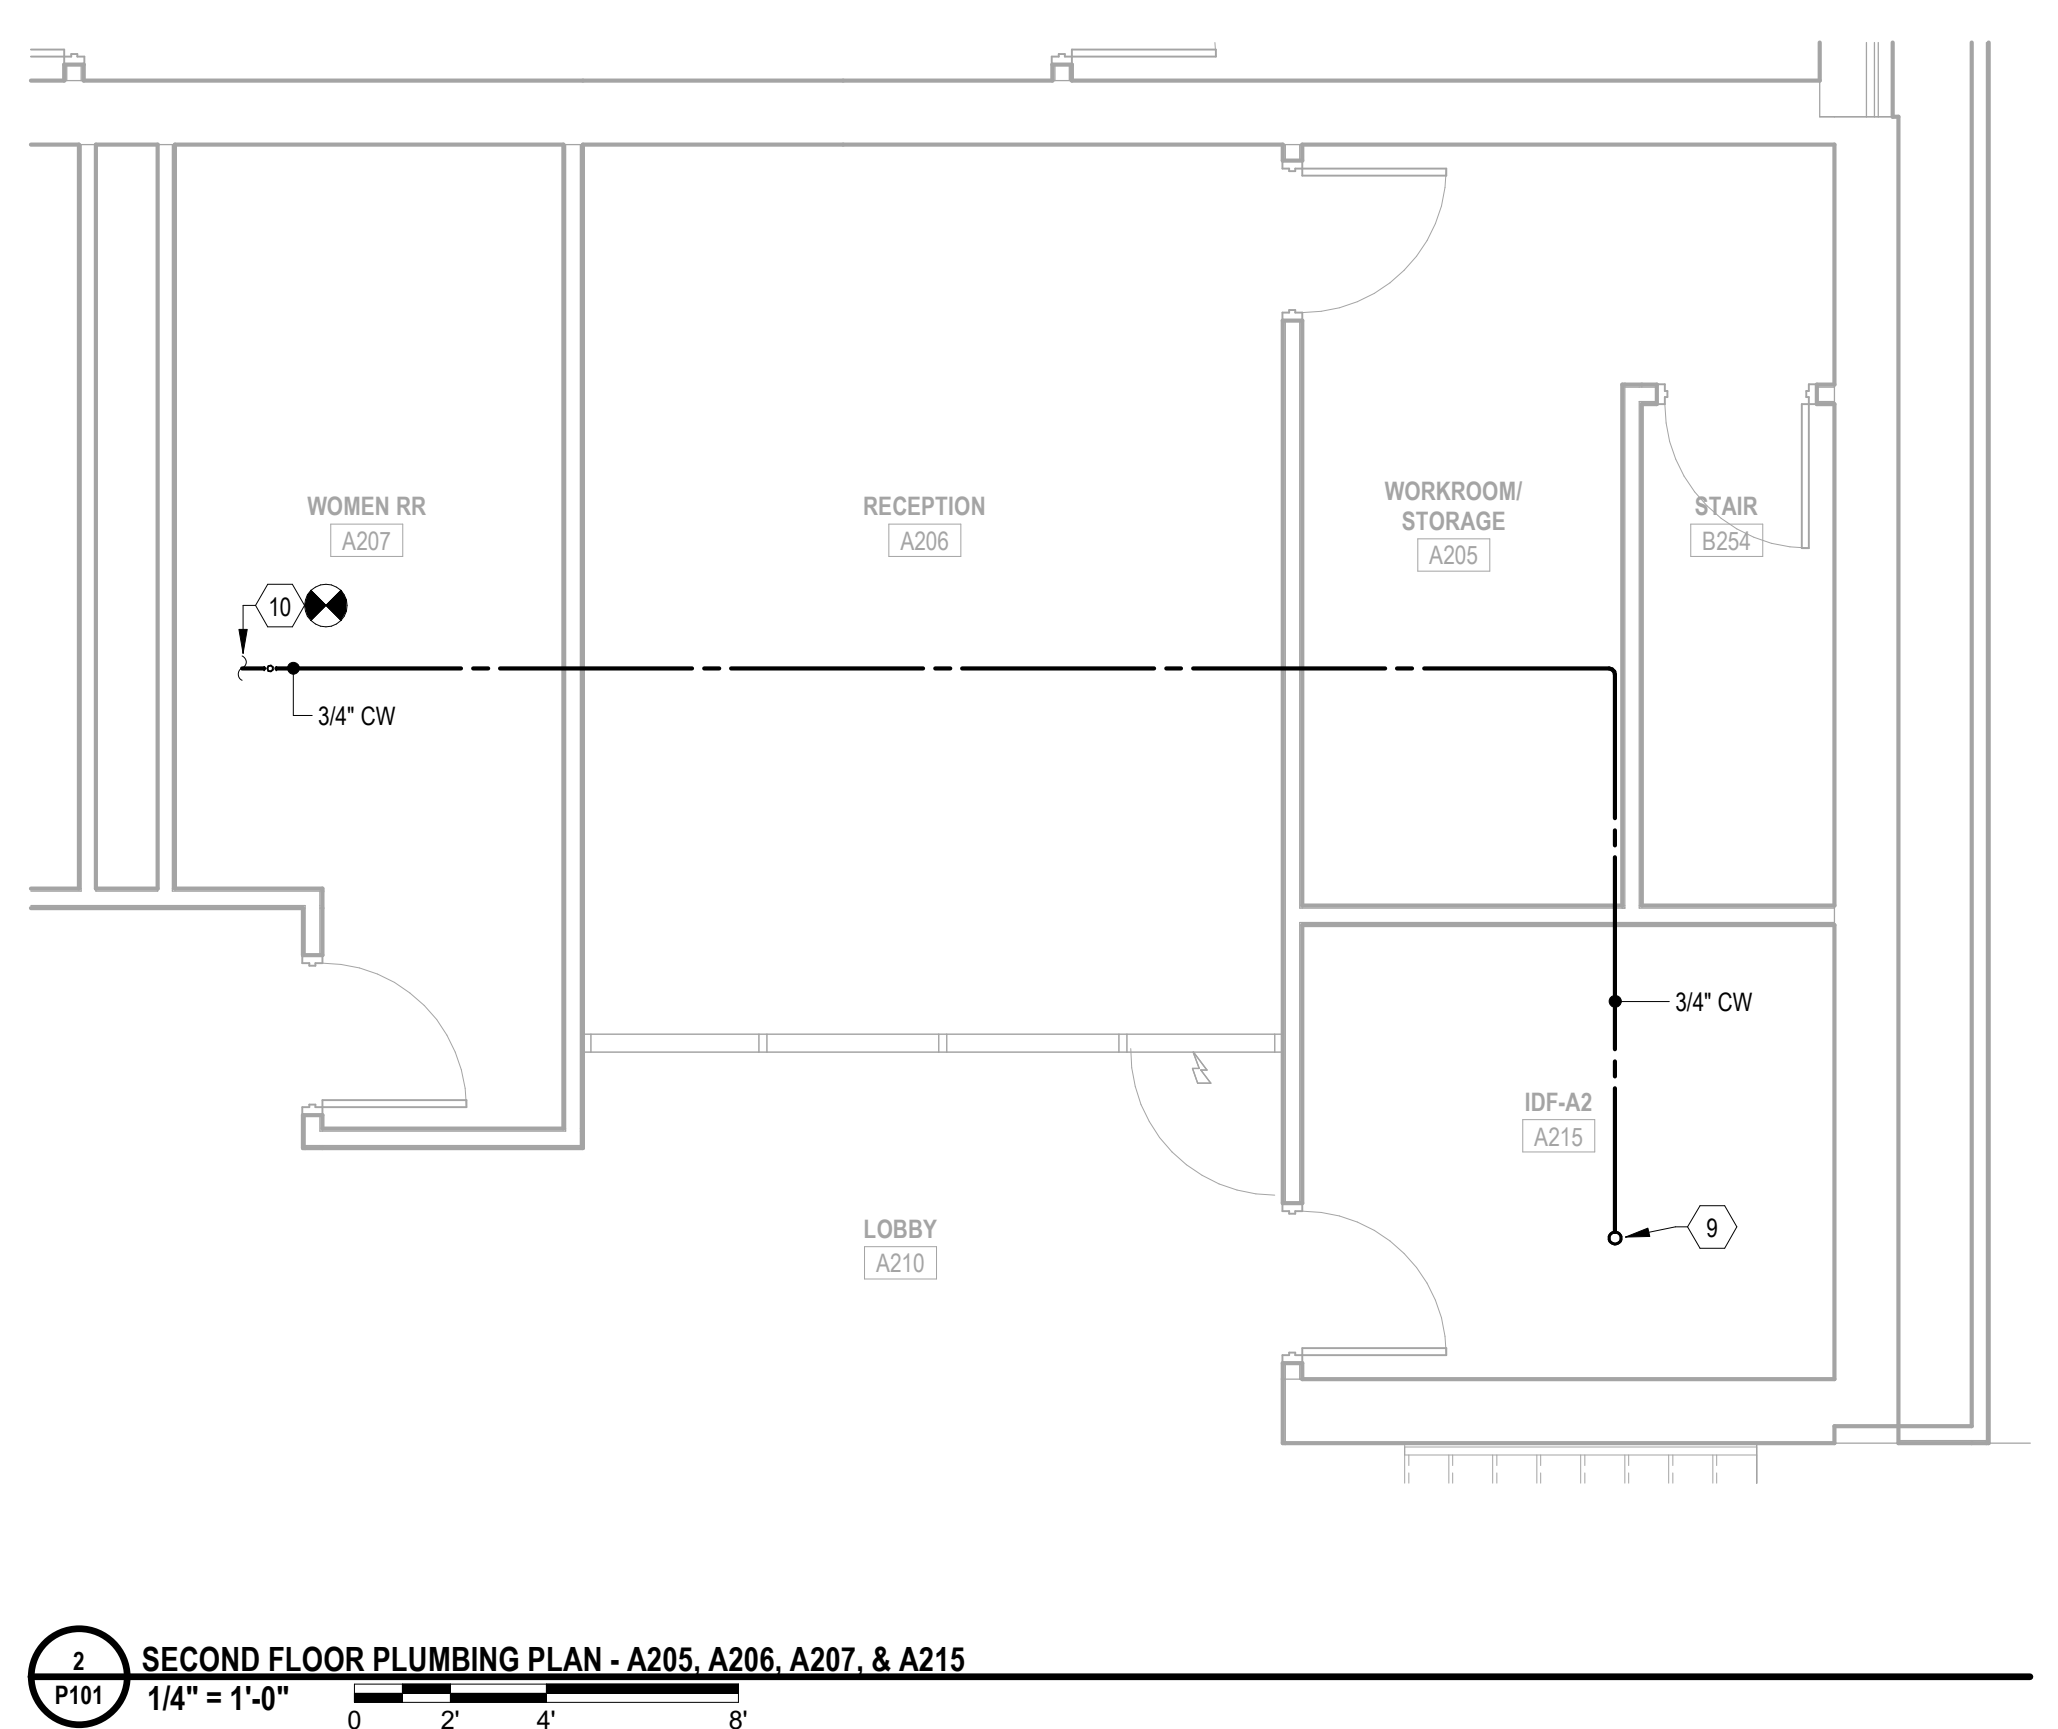 WOMEN RR
A207
RECEPTION
A206
WORKROOM/
STORAGE
A205
STAIR
B254
10
3/4" CW
3/4" CW
IDF-A2
A215
9
LOBBY
A210
2
P101
SECOND FLOOR PLUMBING PLAN - A205, A206, A207, & A215
1/4" = 1'-0"
0 2' 4' 8'